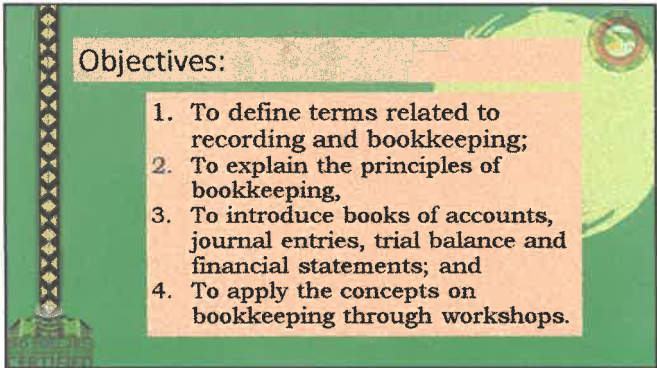 Objectives:
1. To define terms related to
recording and bookkeeping;
2. To explain the principles of
bookkeeping,
3. To introduce books of accounts,
journal entries, trial balance and
financial statements; and
4. To apply the concepts on
bookkeeping through workshops.
CERTIFIED